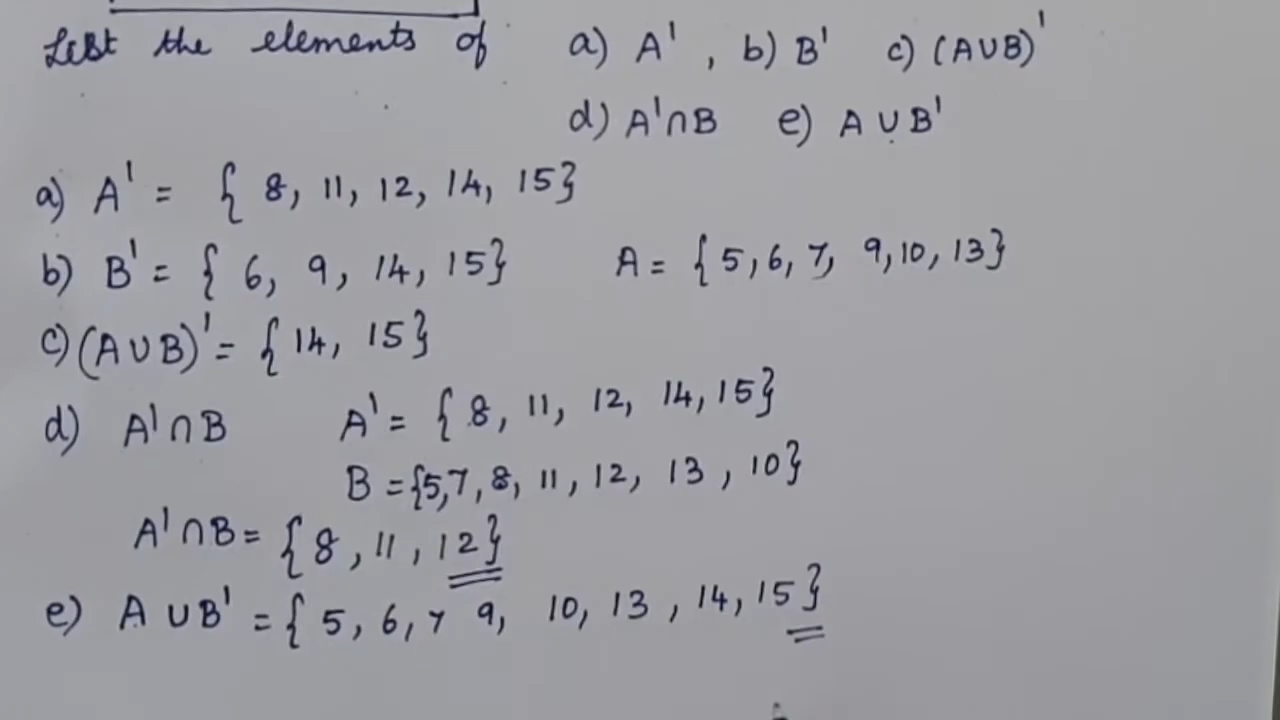 List the elements of a) A' , b) B' c) (A∪B)'
d) A'∩B e) A∪B'
a) A' = { 8, 11, 12, 14, 15}
b) B' = { 6, 9, 14, 15} A = {5,6,7, 9,10, 13}
c) (A∪B)' = { 14, 15}
d) A'∩B A' = { 8, 11, 12, 14, 15}
B = {5,7,8, 11, 12, 13 , 10}
A'∩B = {8, 11, 12}
e) A∪B' = { 5, 6, 7 9, 10, 13 , 14, 15}